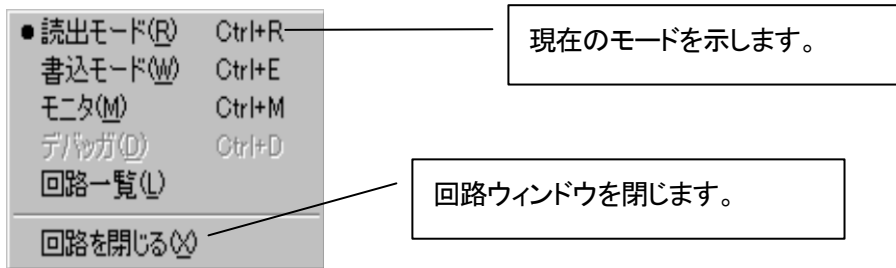 ●読出モード(R) Ctrl+R
現在のモードを示します。
書込モード(W) Ctrl+E
モニタ(M) Ctrl+M
デバッガ(D) Ctrl+D
回路一覧(L)
回路ウィンドウを閉じます。
回路を閉じる(X)